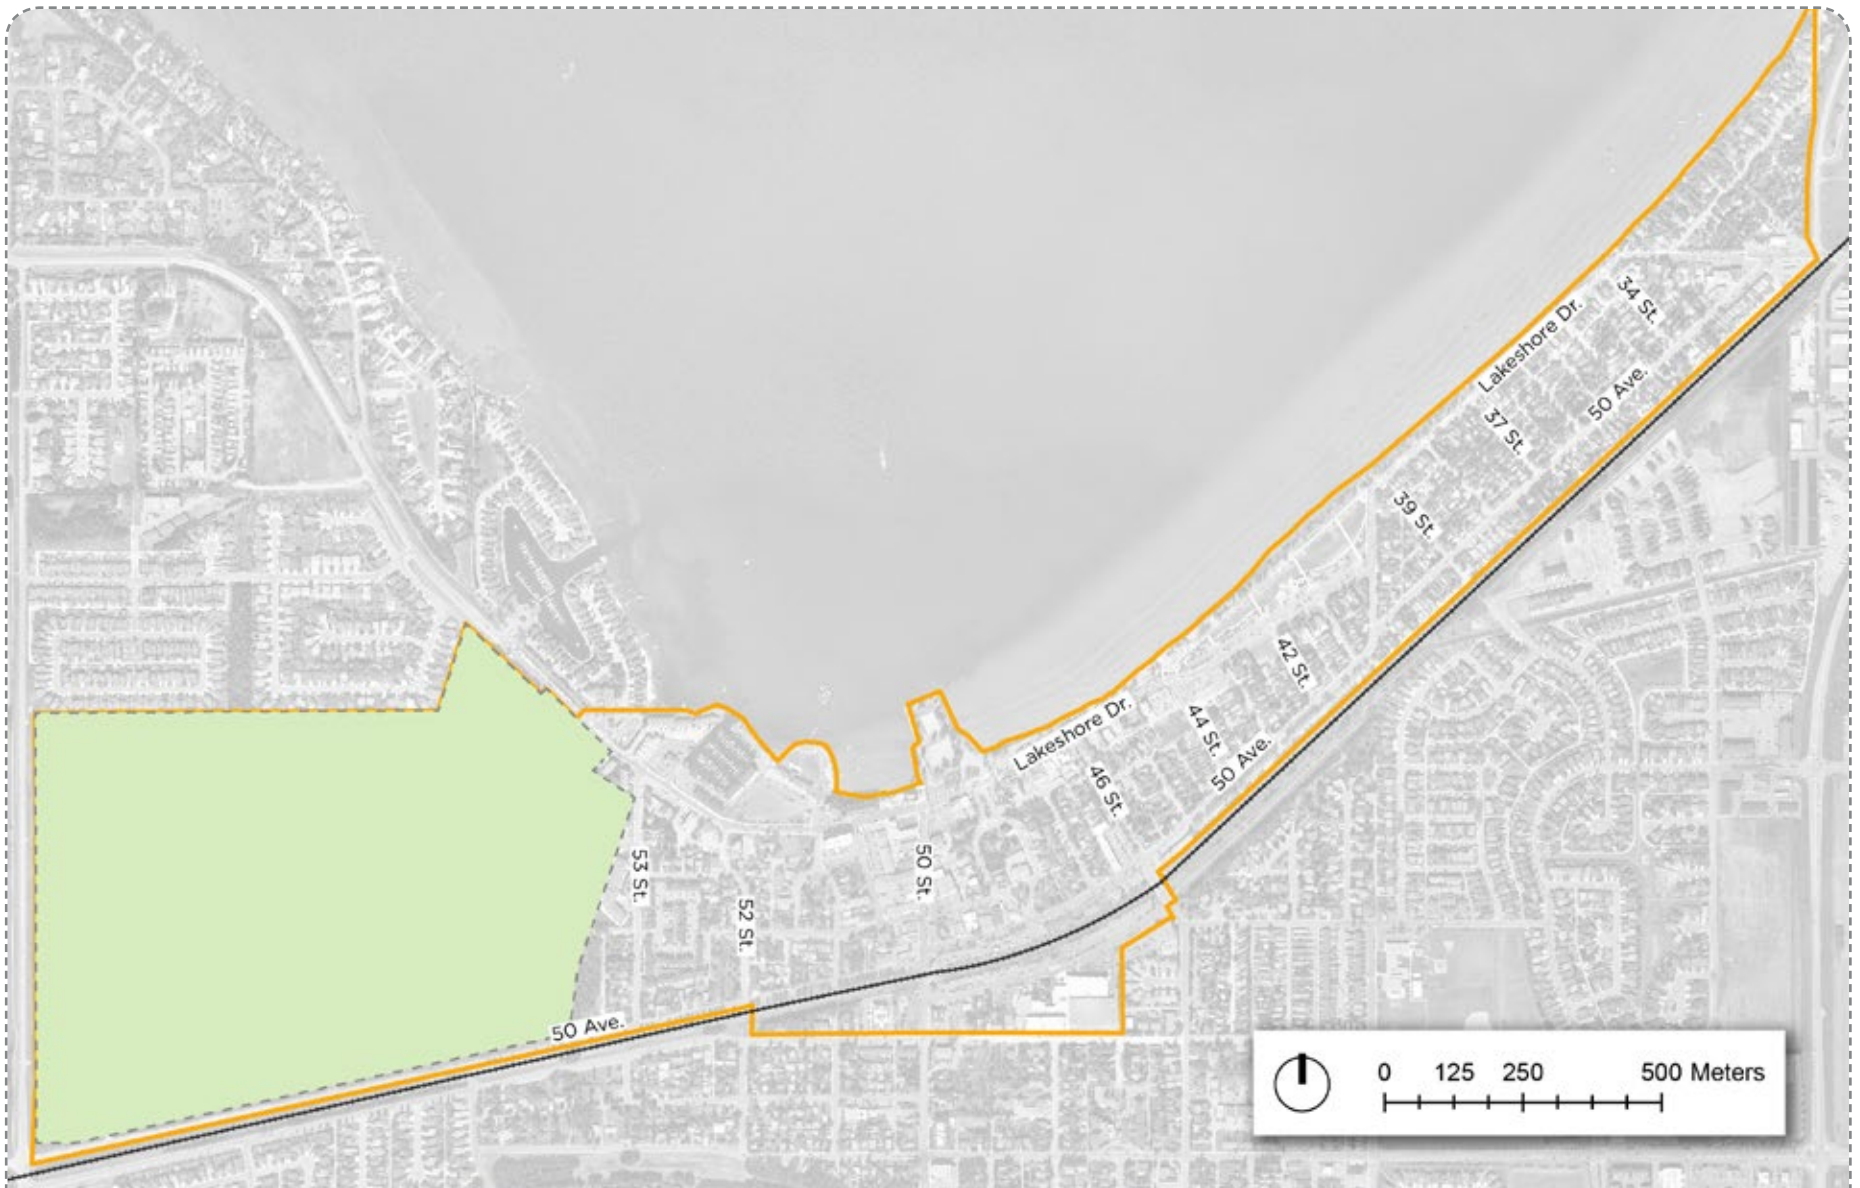 34 St.
Lakeshore Dr.
50 Ave.
37 St.
39 St.
42 St.
Lakeshore Dr.
44 St.
50 Ave.
46 St.
50 St.
53 St.
52 St.
50 Ave.
0 125 250 500 Meters